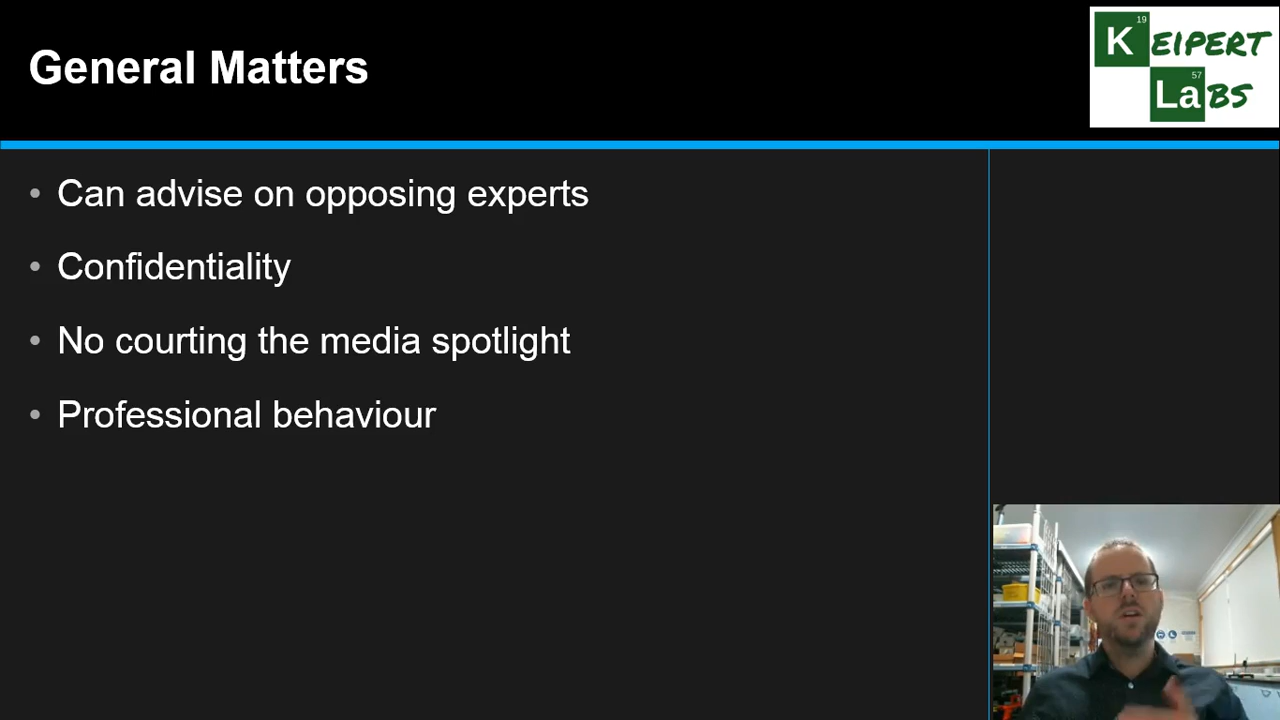 General Matters
19
KEIPERT
57
LaBS
• Can advise on opposing experts
• Confidentiality
• No courting the media spotlight
• Professional behaviour